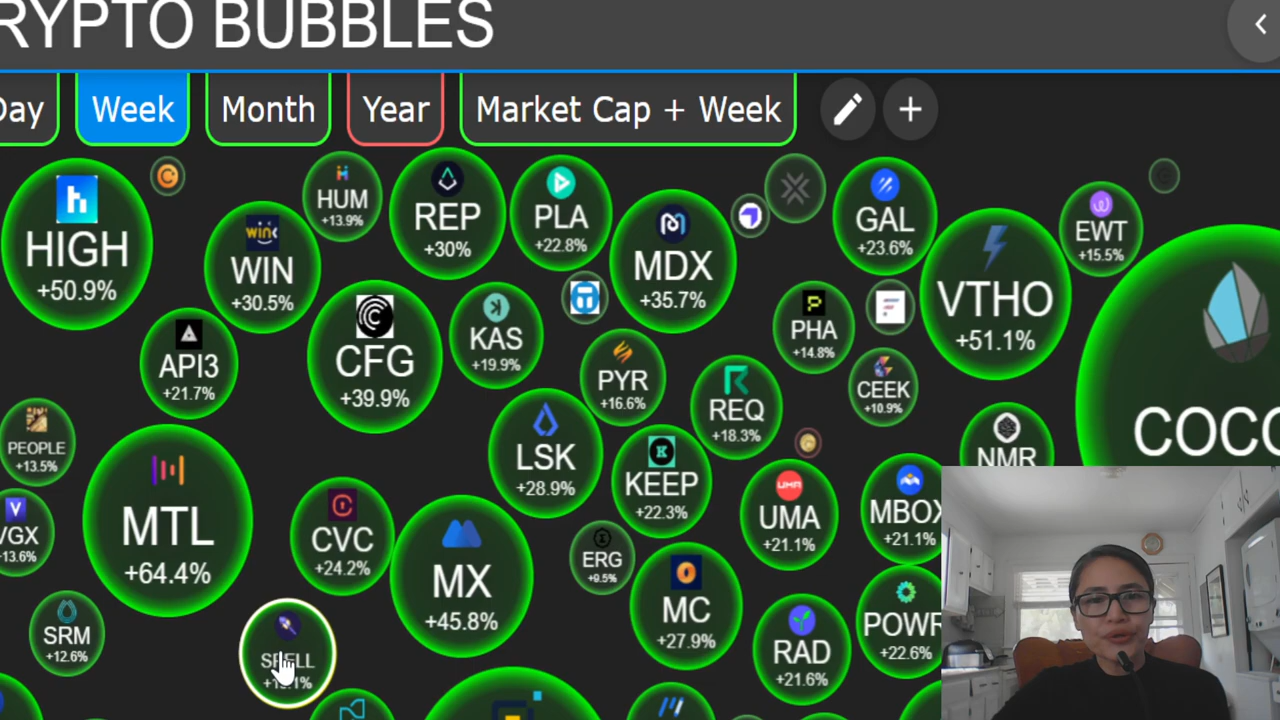 RYPTO BUBBLES
Day
Week
Month
Year
Market Cap + Week
HIGH
+50.9%
WIN
+30.5%
HUM
+13.9%
REP
+30%
PLA
+22.8%
MDX
+35.7%
GAL
+23.6%
VTHO
+51.1%
EWT
+15.5%
API3
+21.7%
CFG
+39.9%
KAS
+19.9%
PYR
+16.6%
REQ
+18.3%
PHA
+14.8%
CEEK
+10.9%
COCO
PEOPLE
+13.5%
MTL
+64.4%
VGX
+13.6%
CVC
+24.2%
LSK
+28.9%
KEEP
+22.3%
UMA
+21.1%
MBOX
+21.1%
NMR
MX
+45.8%
ERG
+9.5%
MC
+27.9%
RAD
+21.6%
POWR
+22.6%
SRM
+12.6%
SPELL